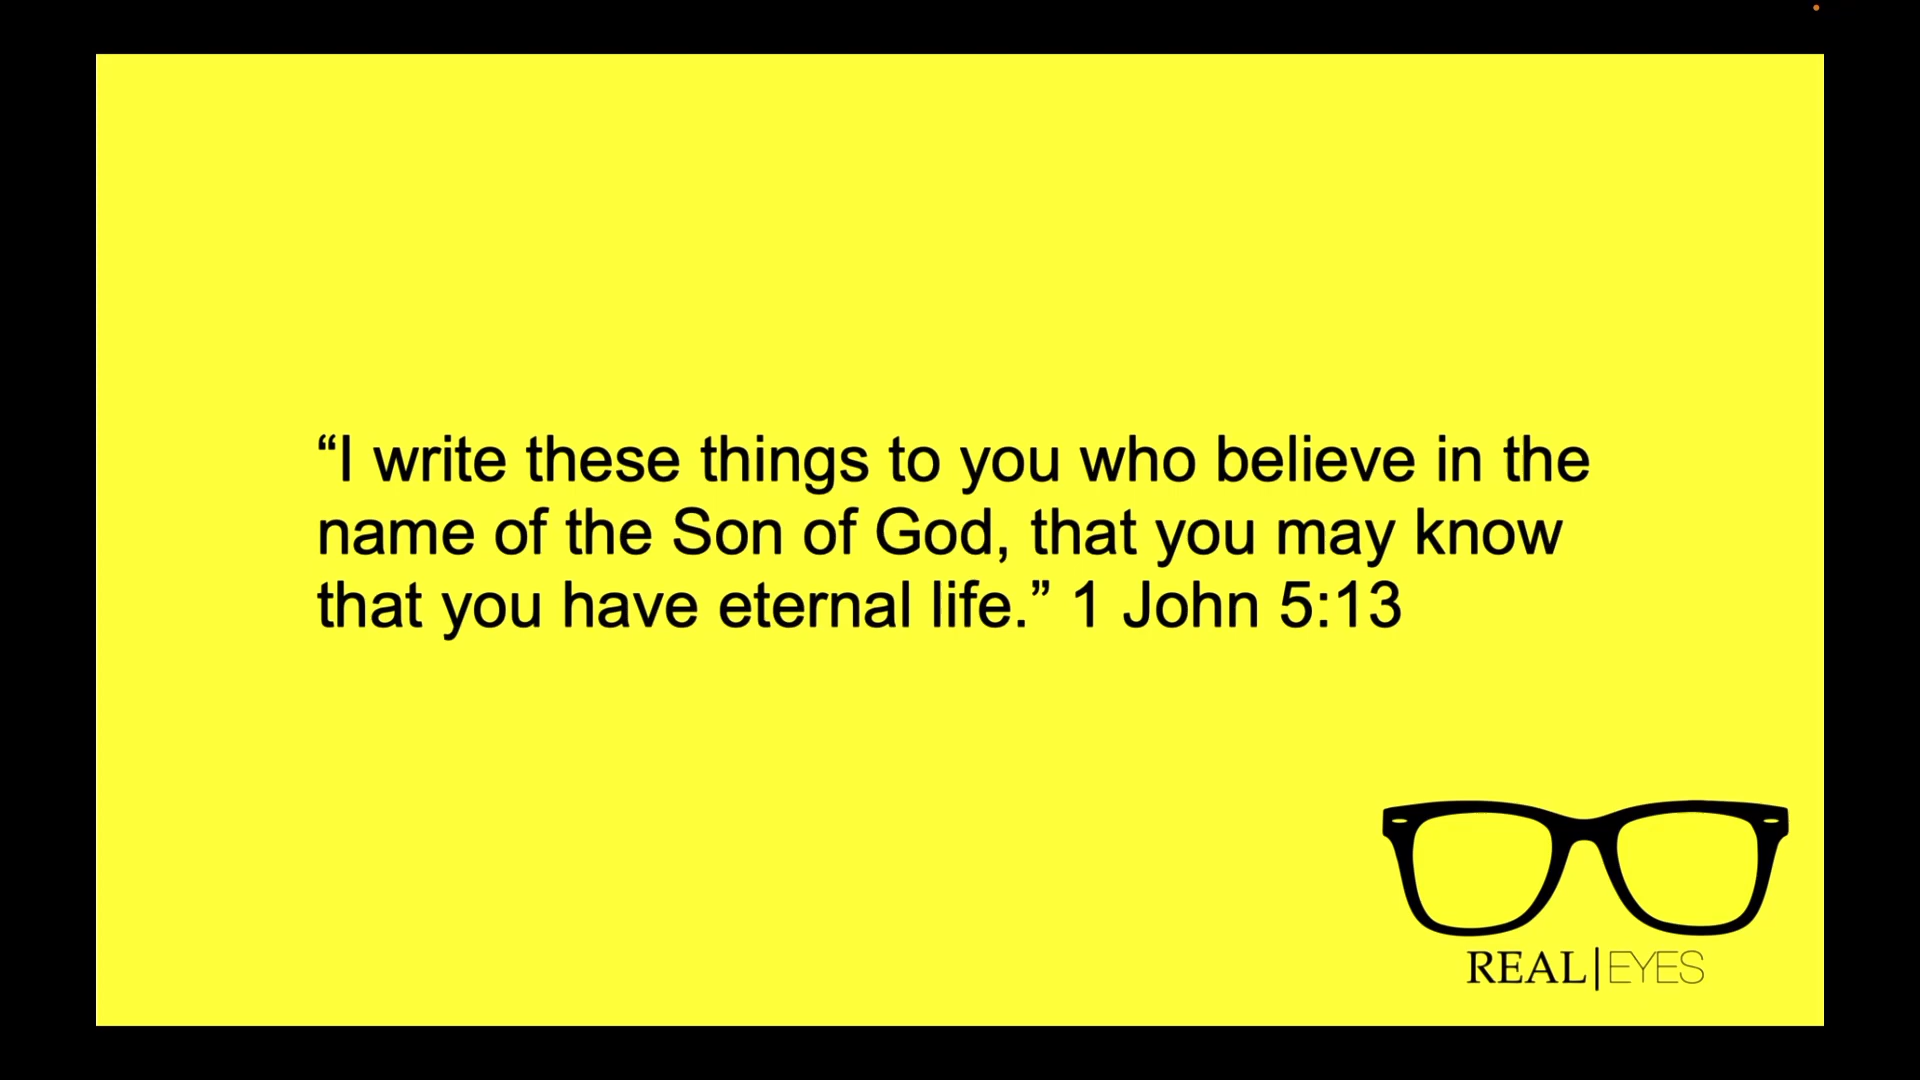 “I write these things to you who believe in the
name of the Son of God, that you may know
that you have eternal life.” 1 John 5:13
REAL|EYES